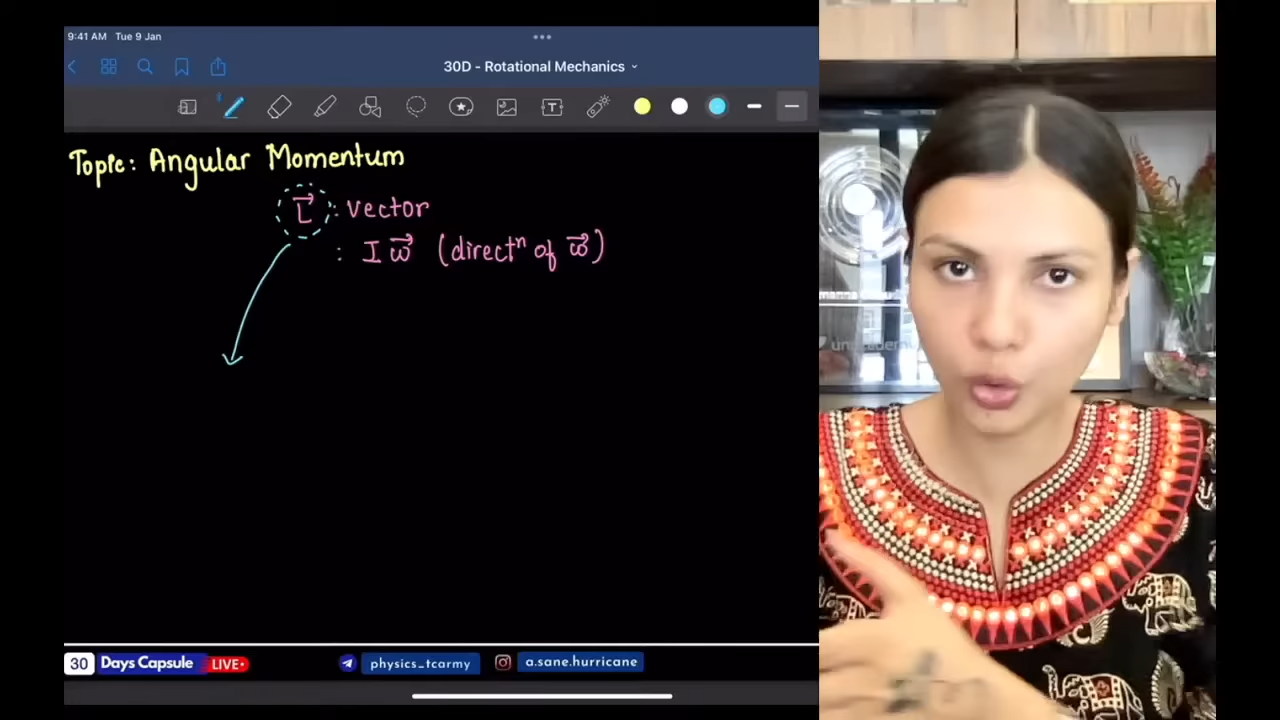 9:41 AM Tue 9 Jan
30D - Rotational Mechanics
Topic: Angular Momentum
L⃗ : vector
: I ω⃗ (directⁿ of ω⃗)
30 Days Capsule LIVE
physics_tcarmy
a.sane.hurricane